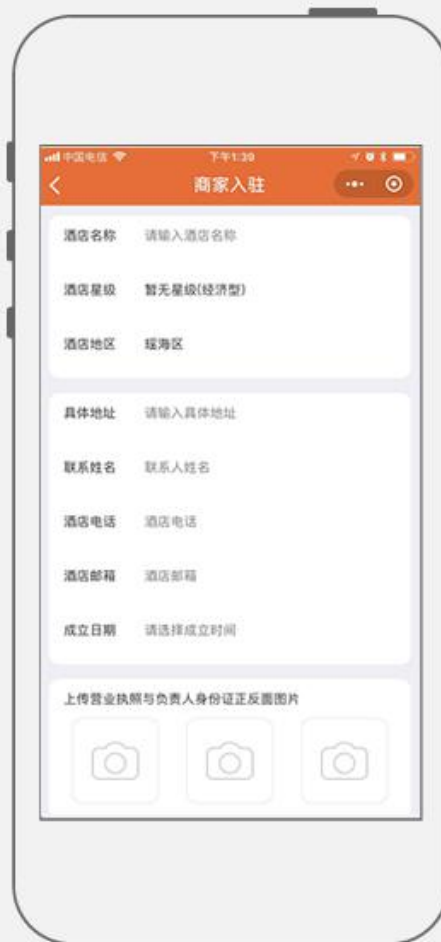 中国电信 下午1:39
商家入驻
酒店名称 请输入酒店名称
酒店星级 暂无星级(经济型)
酒店地区 瑶海区
具体地址 请输入具体地址
联系姓名 联系人姓名
酒店电话 酒店电话
酒店邮箱 酒店邮箱
成立日期 请选择成立时间
上传营业执照与负责人身份证正反面图片